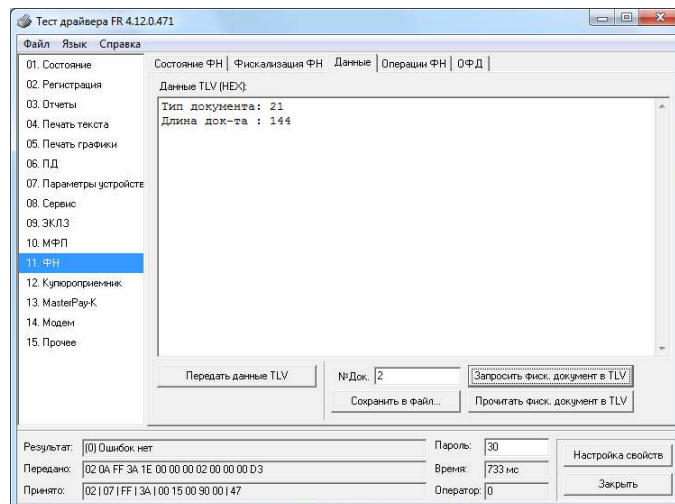 Тест драйвера FR 4.12.0.471
Файл Язык Справка
01. Состояние
02. Регистрация
03. Отчеты
04. Печать текста
05. Печать графики
06. ПД
07. Параметры устройств
08. Сервис
09. ЭКЛЗ
10. МФП
11. ФН
12. Купюроприемник
13. MasterPay-К
14. Модем
15. Прочее
Состояние ФН Фискализация ФН Данные Операции ФН ОФД
Данные TLV (HEX):
Тип документа: 21
Длина док-та : 144
Передать данные TLV
№Док. 2
Запросить фиск. документ в TLV
Сохранить в файл...
Прочитать фиск. документ в TLV
Результат: (0) Ошибок нет
Передано: 02 0A FF 3A 1E 00 00 00 02 00 00 00 D3
Принято: 02 | 07 | FF | 3A | 00 15 00 90 00 | 47
Пароль: 30
Время: 733 мс
Оператор: 0
Настройка свойств
Закрыть